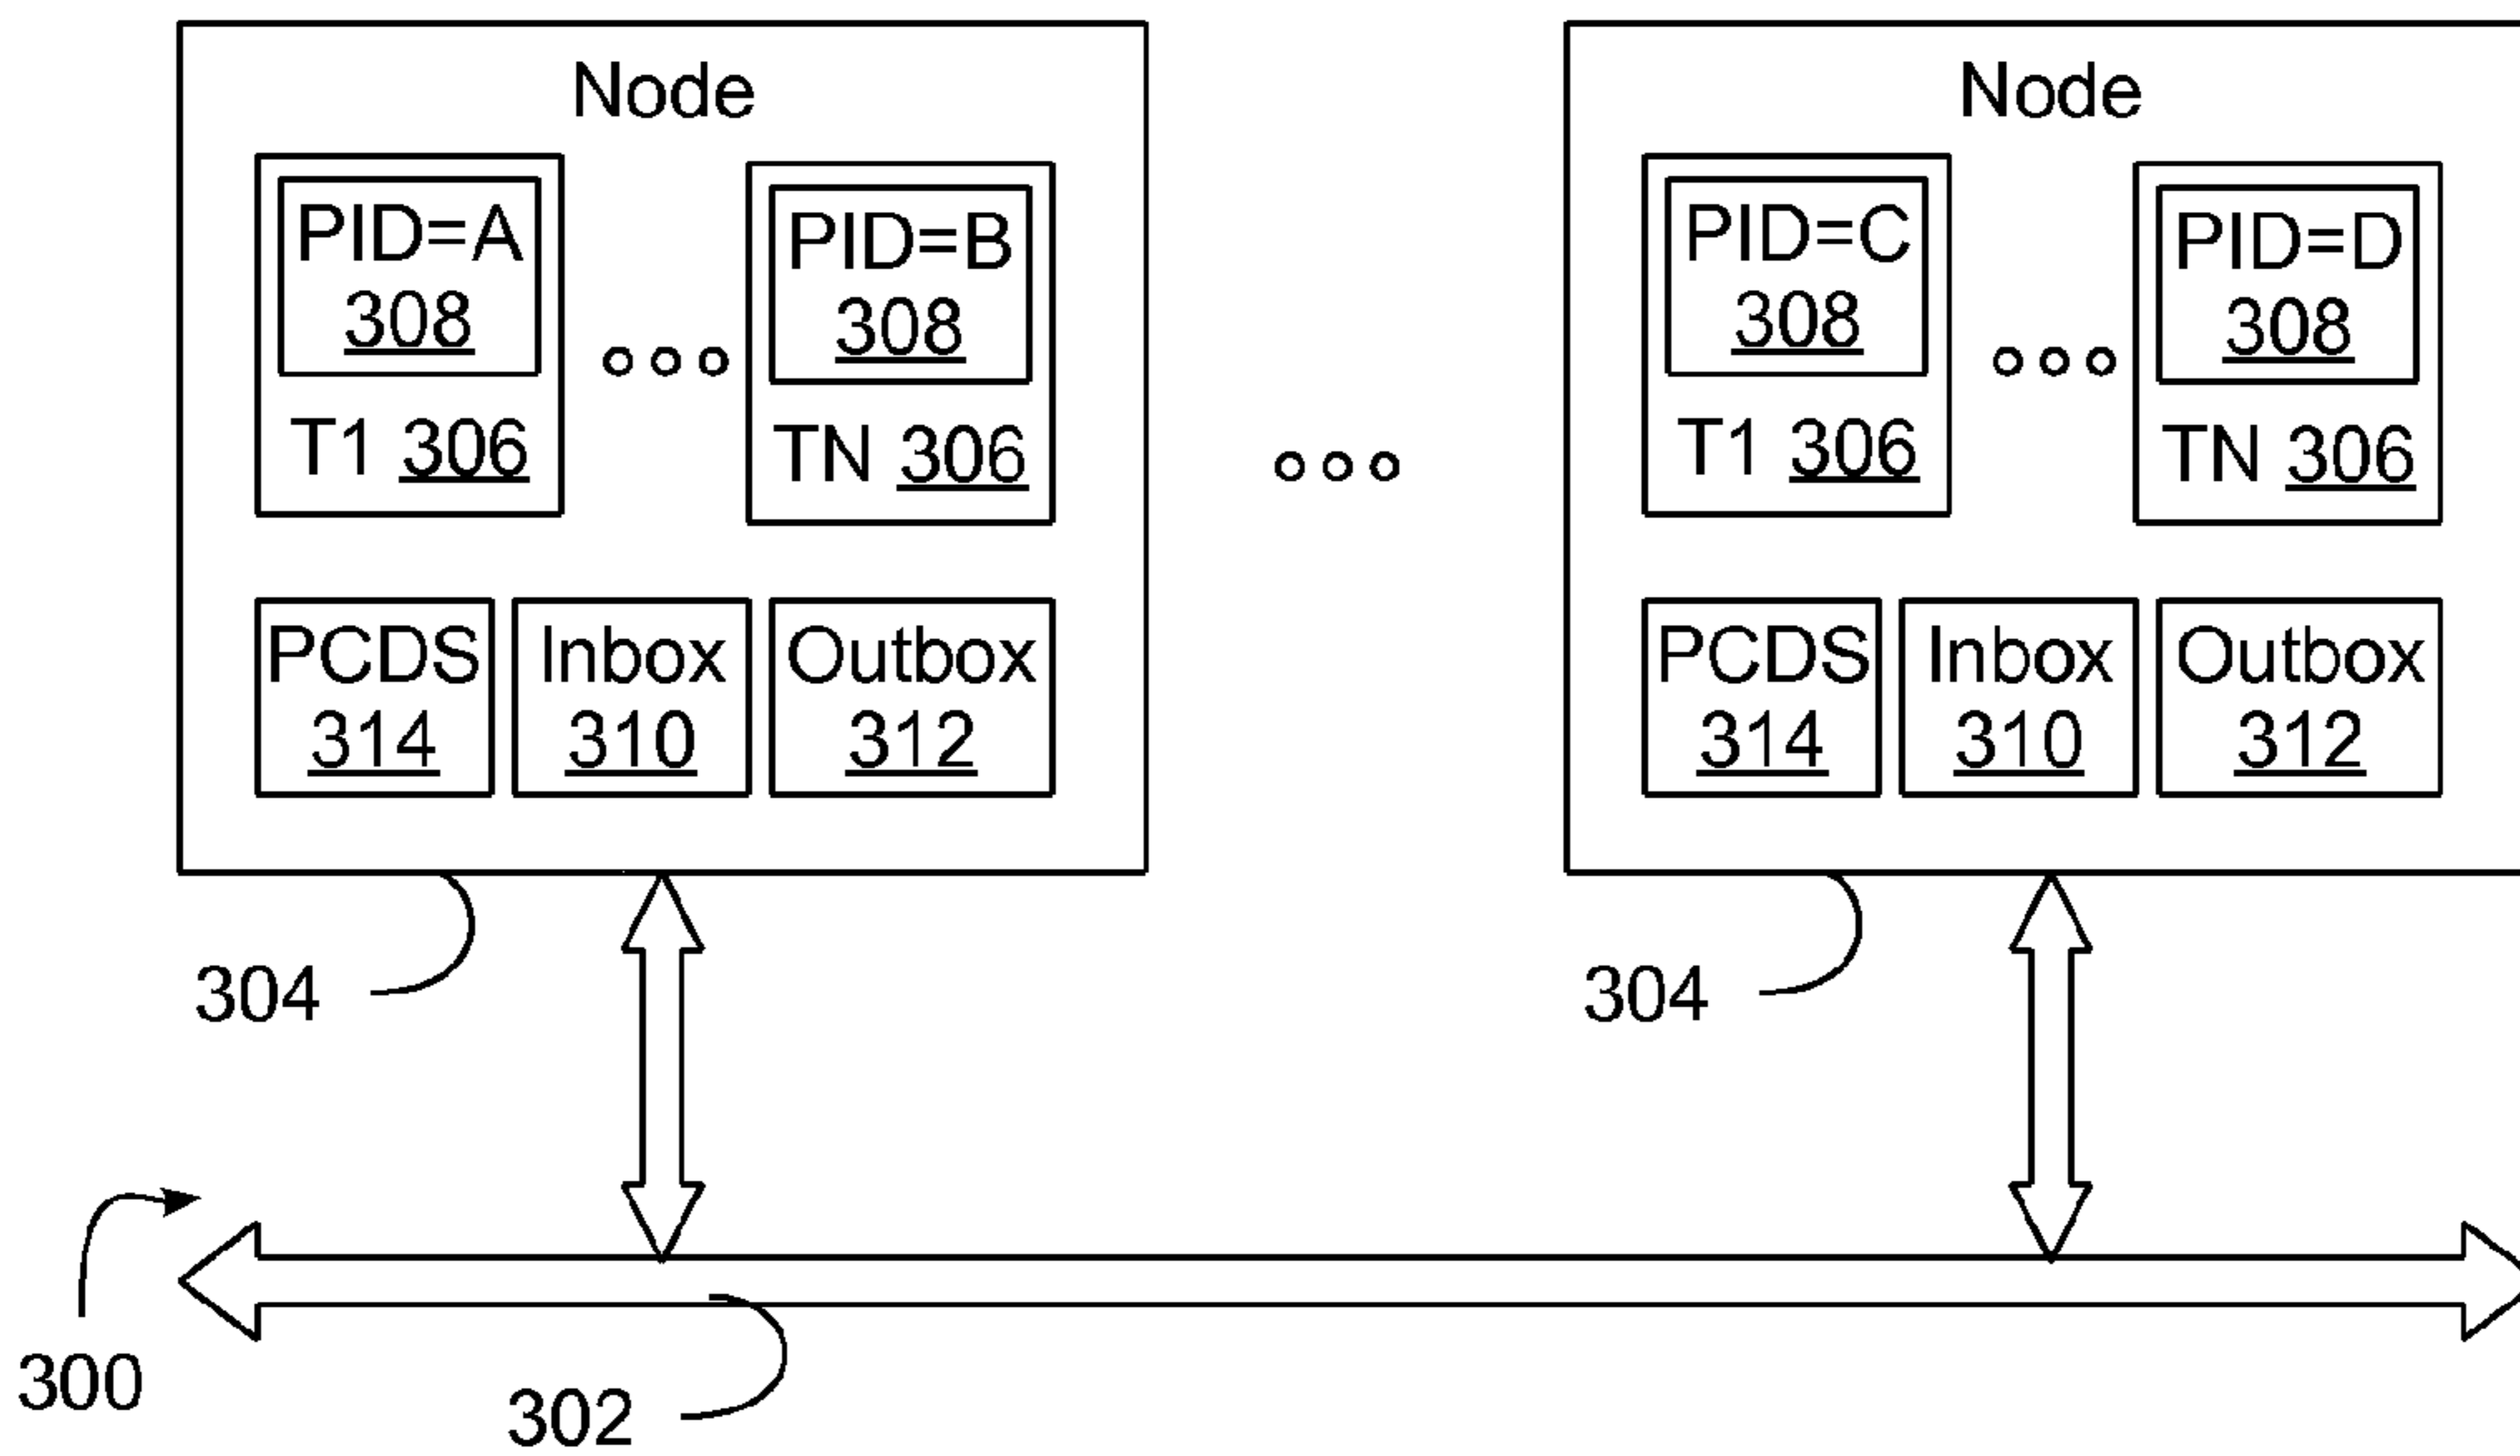 Node
PID=A
308
T1 306
PID=B
308
TN 306
PCDS
314
Inbox
310
Outbox
312
304
Node
PID=C
308
T1 306
PID=D
308
TN 306
PCDS
314
Inbox
310
Outbox
312
304
300
302